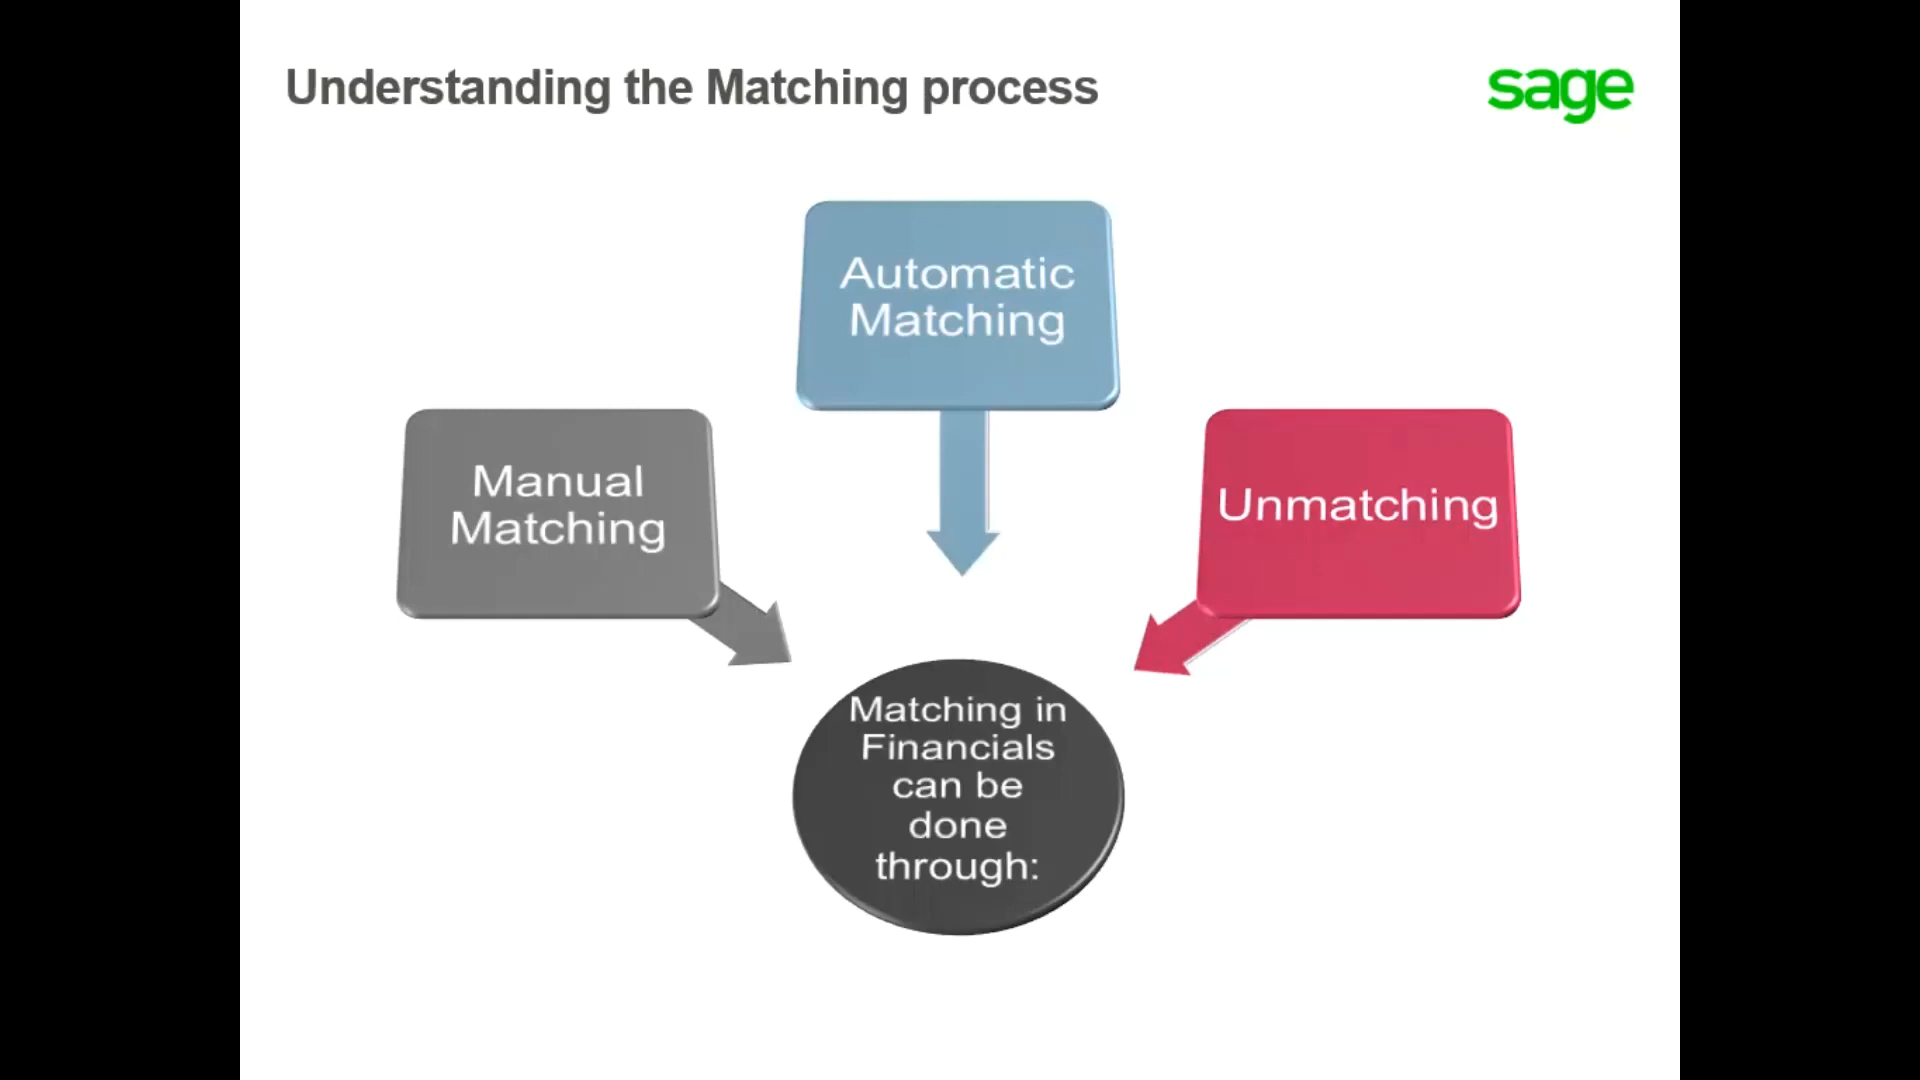 Understanding the Matching process
sage
Automatic
Matching
Manual
Matching
Unmatching
Matching in
Financials
can be
done
through: